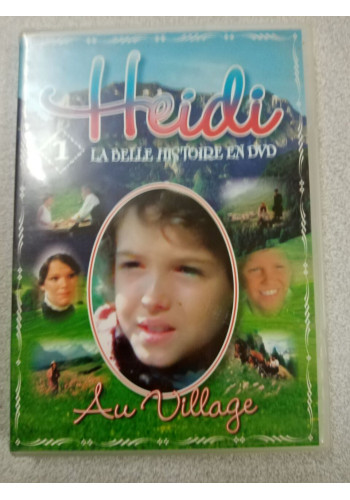 Heidi
1
LA BELLE HISTOIRE EN DVD
Au Village